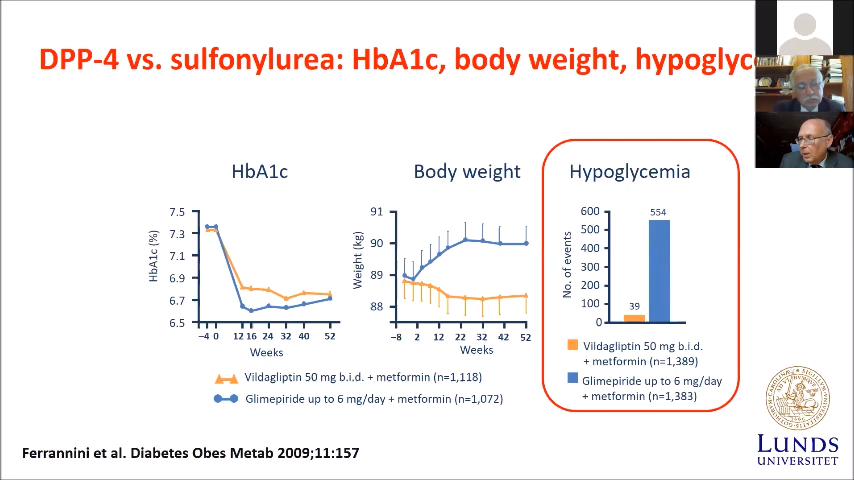 DPP-4 vs. sulfonylurea: HbA1c, body weight, hypoglyc
HbA1c
Body weight
Hypoglycemia
HbA1c (%)
7.5
7.3
7.1
6.9
6.7
6.5
−4 0 12 16 24 32 40 52
Weeks
Weight (kg)
91
90
89
88
−8 2 12 22 32 42 52
Weeks
No. of events
600
500
400
300
200
100
0
39
554
Vildagliptin 50 mg b.i.d. + metformin (n=1,118)
Glimepiride up to 6 mg/day + metformin (n=1,072)
Vildagliptin 50 mg b.i.d.
+ metformin (n=1,389)
Glimepiride up to 6 mg/day
+ metformin (n=1,383)
Ferrannini et al. Diabetes Obes Metab 2009;11:157
LUNDS
UNIVERSITET